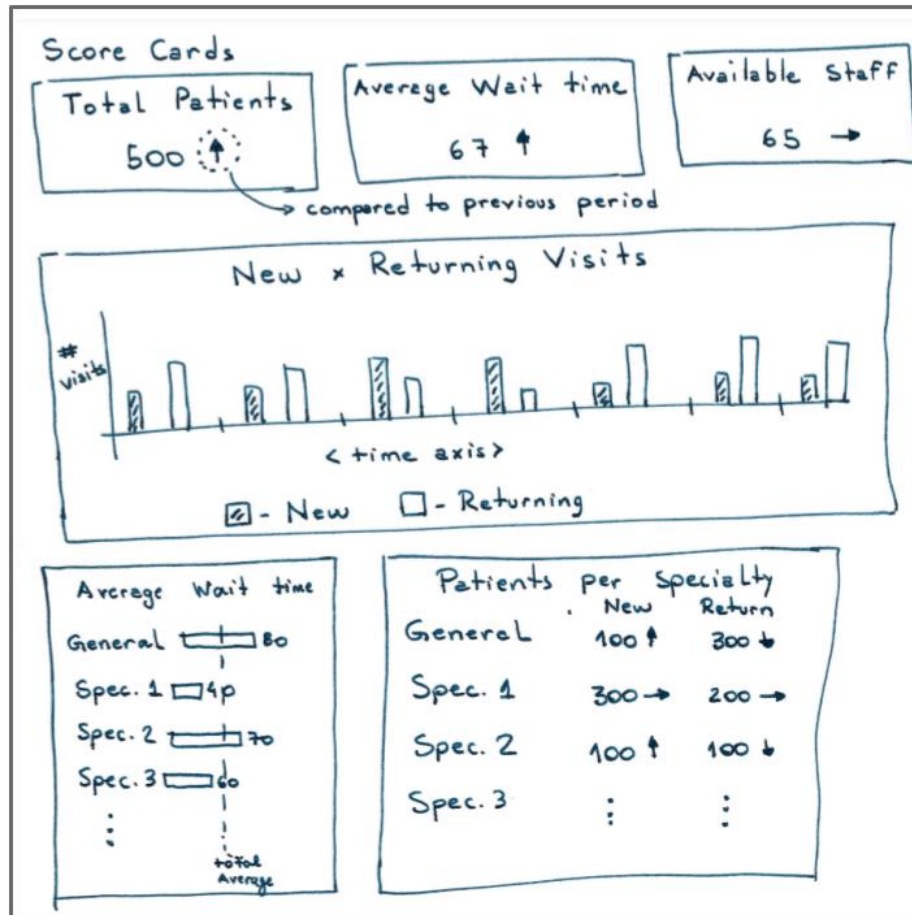 Score Cards
Total Patients
500 ↑
Average Wait time
67 ↑
Available Staff
65 →
compared to previous period
New x Returning Visits
# visits
< time axis >
- New
- Returning
Average Wait time
General 80
Spec. 1 40
Spec. 2 70
Spec. 3 60
⋮
total
Average
Patients per Specialty
New Return
General 100 ↑ 300 ↓
Spec. 1 300 → 200 →
Spec. 2 100 ↑ 100 ↓
Spec. 3 ⋮ ⋮